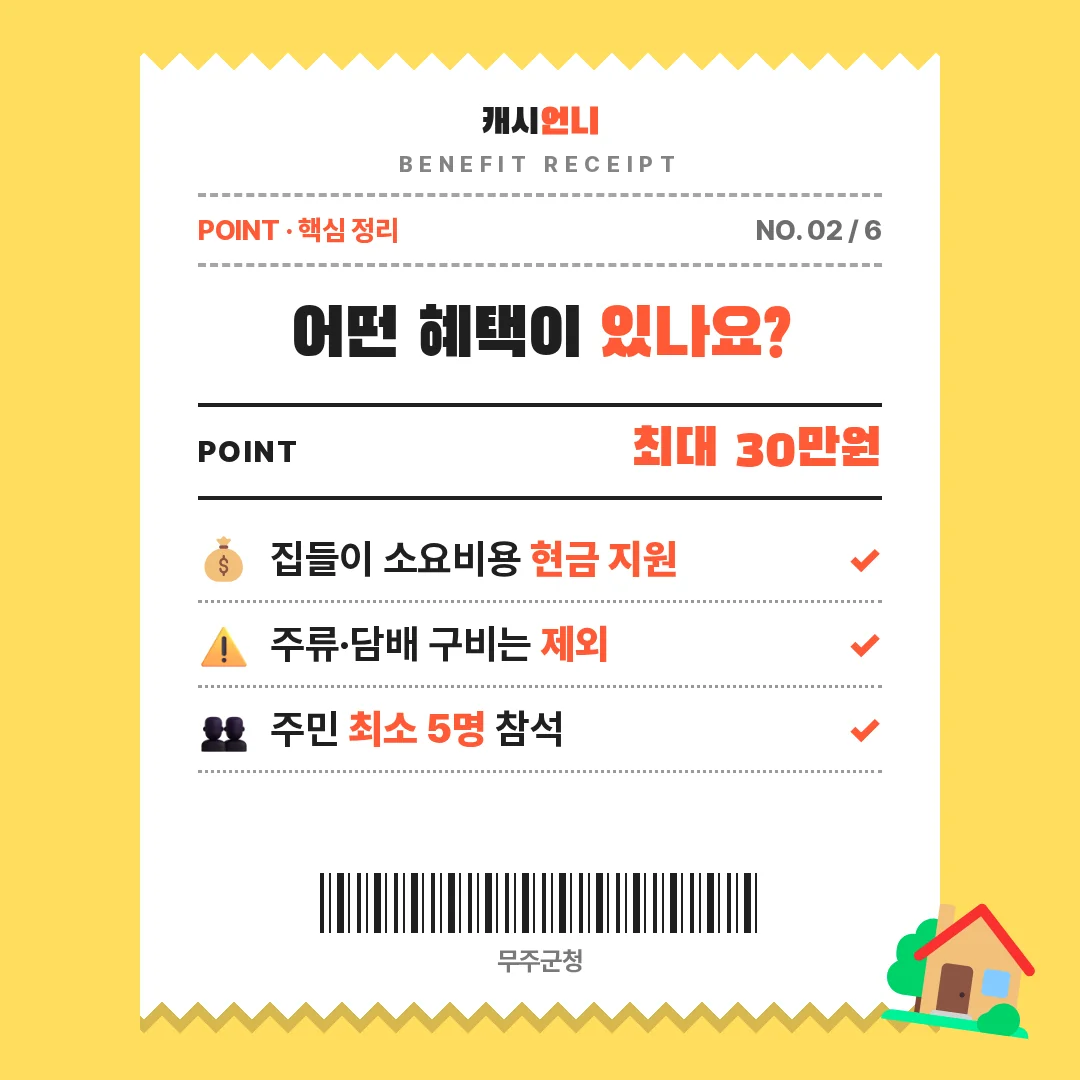 캐시언니
BENEFIT RECEIPT
POINT · 핵심 정리 NO. 02 / 6
어떤 혜택이 있나요?
POINT 최대 30만원
집들이 소요비용 현금 지원
주류·담배 구비는 제외
주민 최소 5명 참석
무주군청